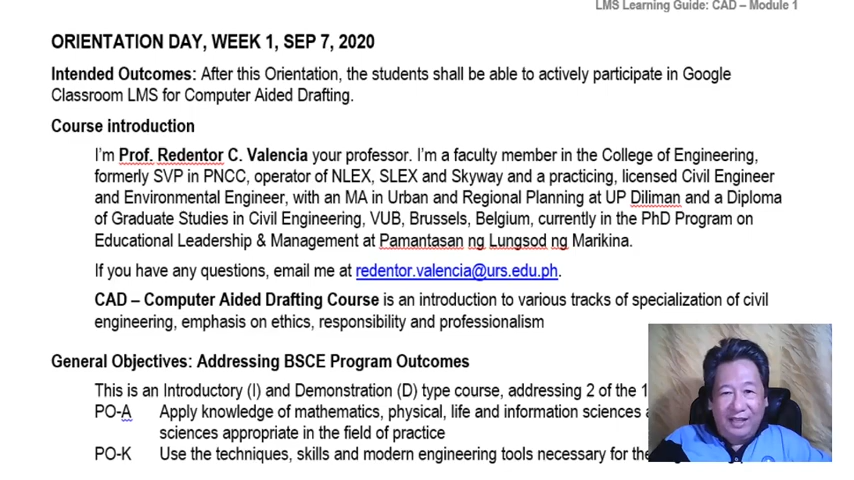 LMS Learning Guide: CAD – Module 1
ORIENTATION DAY, WEEK 1, SEP 7, 2020
Intended Outcomes: After this Orientation, the students shall be able to actively participate in Google
Classroom LMS for Computer Aided Drafting.
Course introduction
I’m Prof. Redentor C. Valencia your professor. I’m a faculty member in the College of Engineering,
formerly SVP in PNCC, operator of NLEX, SLEX and Skyway and a practicing, licensed Civil Engineer
and Environmental Engineer, with an MA in Urban and Regional Planning at UP Diliman and a Diploma
of Graduate Studies in Civil Engineering, VUB, Brussels, Belgium, currently in the PhD Program on
Educational Leadership & Management at Pamantasan ng Lungsod ng Marikina.
If you have any questions, email me at redentor.valencia@urs.edu.ph.
CAD – Computer Aided Drafting Course is an introduction to various tracks of specialization of civil
engineering, emphasis on ethics, responsibility and professionalism
General Objectives: Addressing BSCE Program Outcomes
This is an Introductory (I) and Demonstration (D) type course, addressing 2 of the 1
PO-A Apply knowledge of mathematics, physical, life and information sciences
sciences appropriate in the field of practice
PO-K Use the techniques, skills and modern engineering tools necessary for the